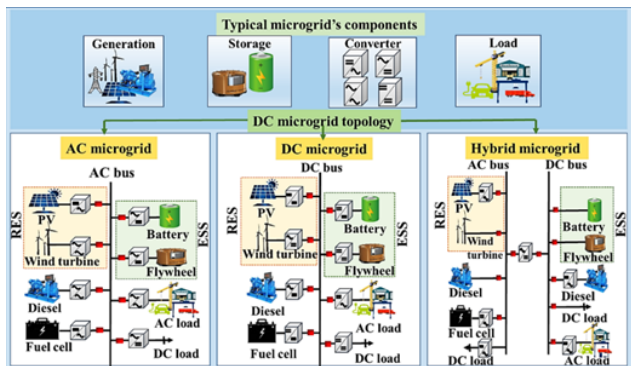 Typical microgrid's components
Generation
Storage
Converter
Load
DC microgrid topology
AC microgrid
AC bus
RES
PV
Wind turbine
Battery
Flywheel
ESS
Diesel
AC load
Fuel cell
DC load
DC microgrid
DC bus
RES
PV
Wind turbine
Battery
Flywheel
ESS
Diesel
AC load
Fuel cell
DC load
Hybrid microgrid
AC bus
DC bus
RES
PV
Wind
turbine
Battery
Flywheel
ESS
Diesel
Diesel
DC load
Fuel cell
DC load
AC load